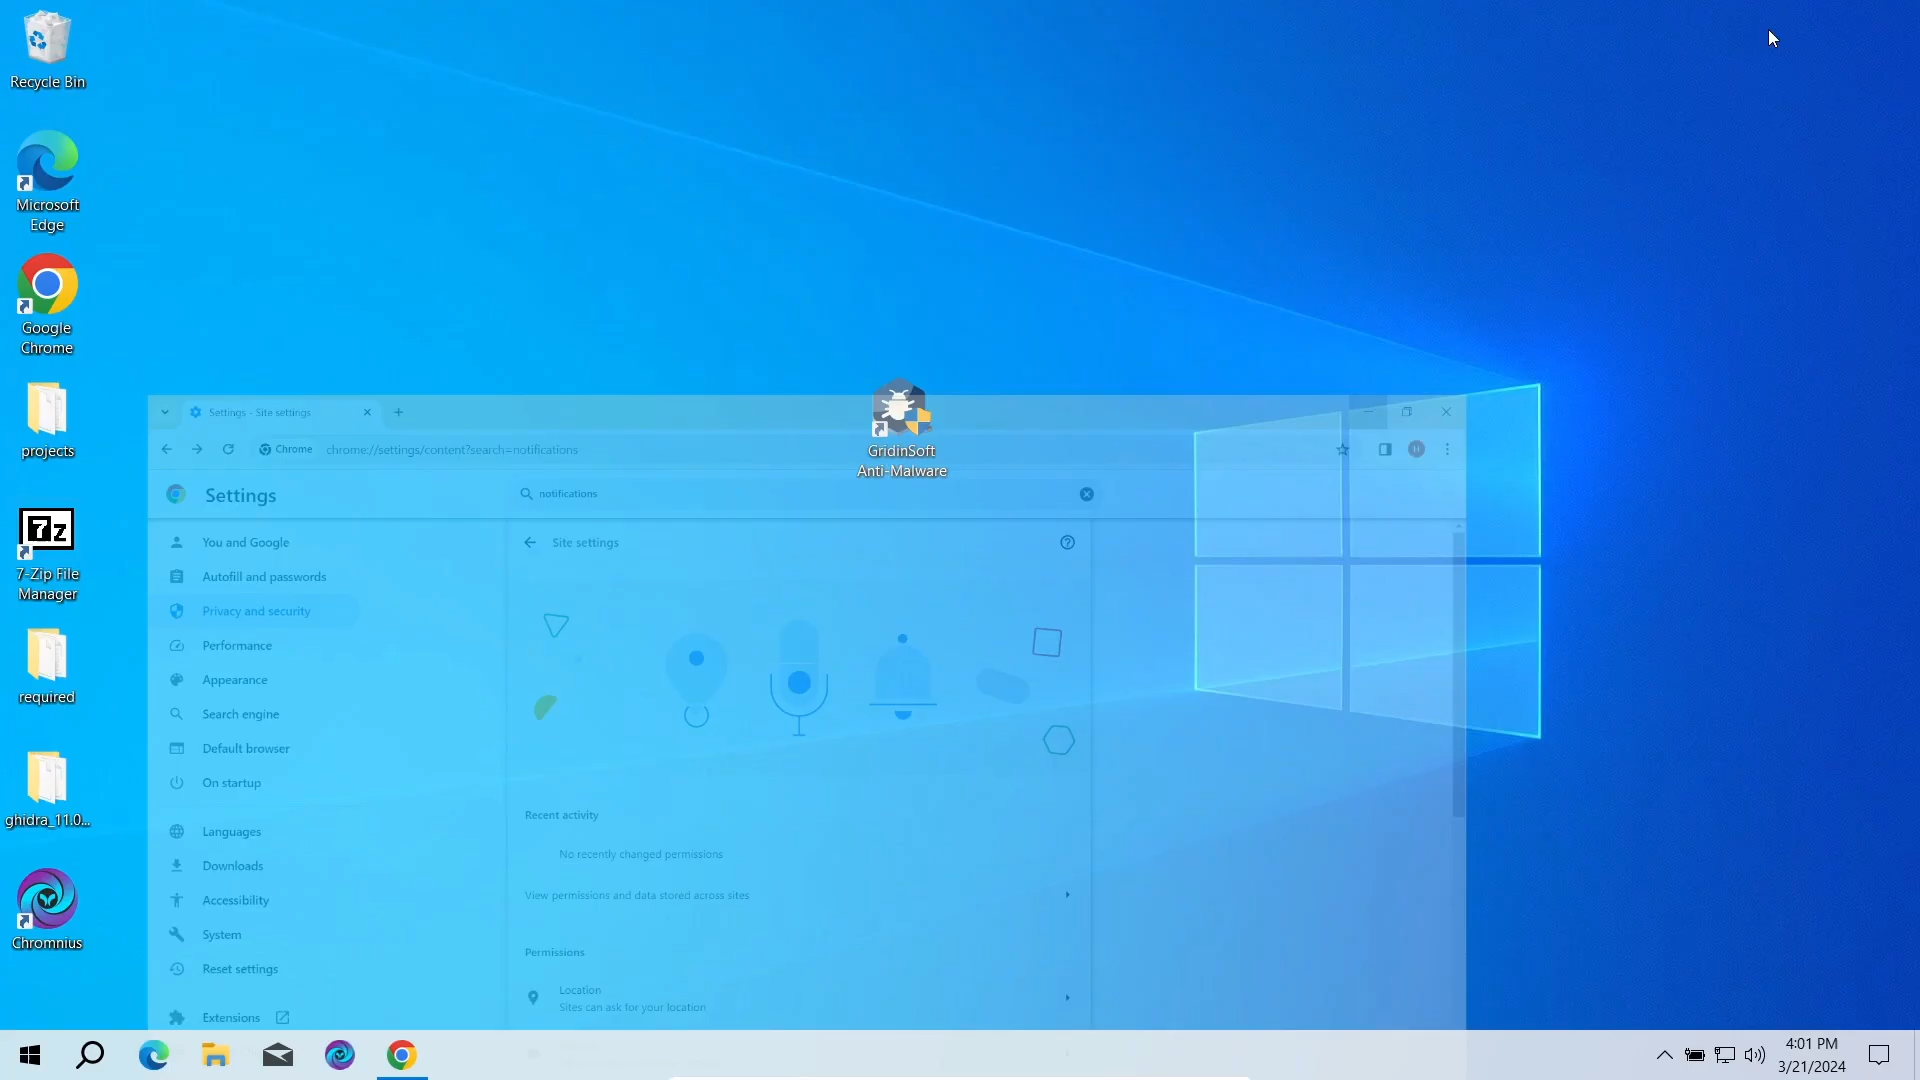 Recycle Bin
Microsoft
Edge
Google
Chrome
projects
7-Zip File
Manager
required
ghidra_11.0...
Chromnius
GridinSoft
Anti-Malware
Settings - Site settings
Chrome
chrome://settings/content?search=notifications
Settings
notifications
You and Google
Autofill and passwords
Privacy and security
Performance
Appearance
Search engine
Default browser
On startup
Languages
Downloads
Accessibility
System
Reset settings
Extensions
Site settings
Recent activity
No recently changed permissions
View permissions and data stored across sites
Permissions
Location
Sites can ask for your location
4:01 PM
3/21/2024